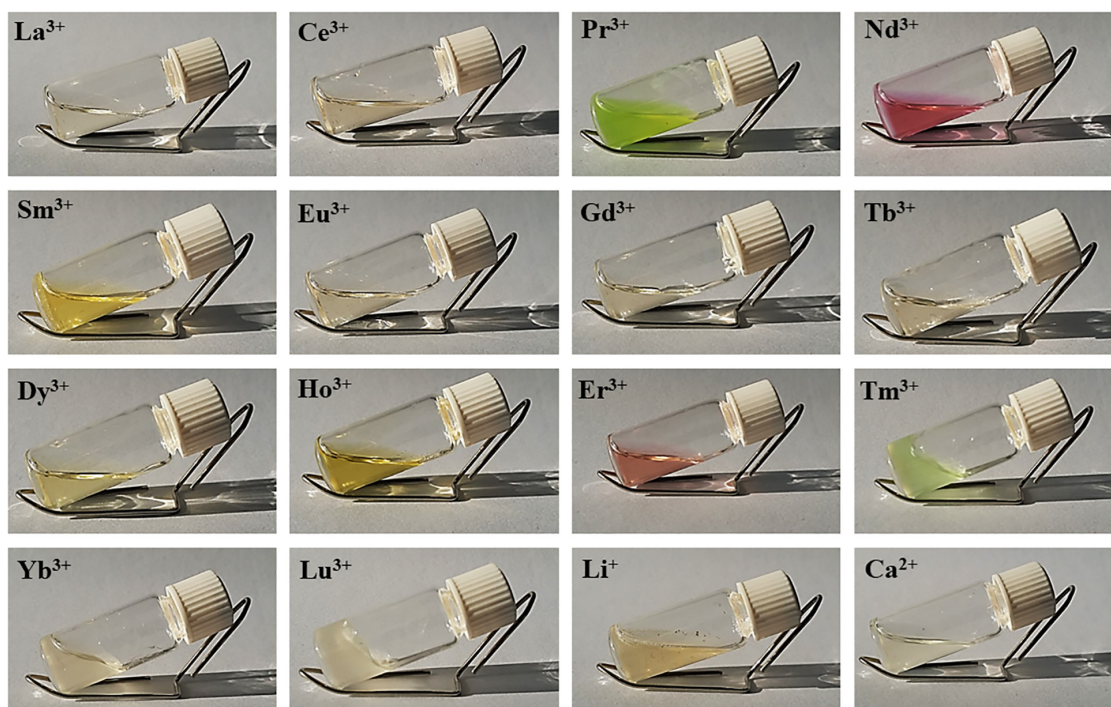 La³⁺ Ce³⁺ Pr³⁺ Nd³⁺
Sm³⁺ Eu³⁺ Gd³⁺ Tb³⁺
Dy³⁺ Ho³⁺ Er³⁺ Tm³⁺
Yb³⁺ Lu³⁺ Li⁺ Ca²⁺